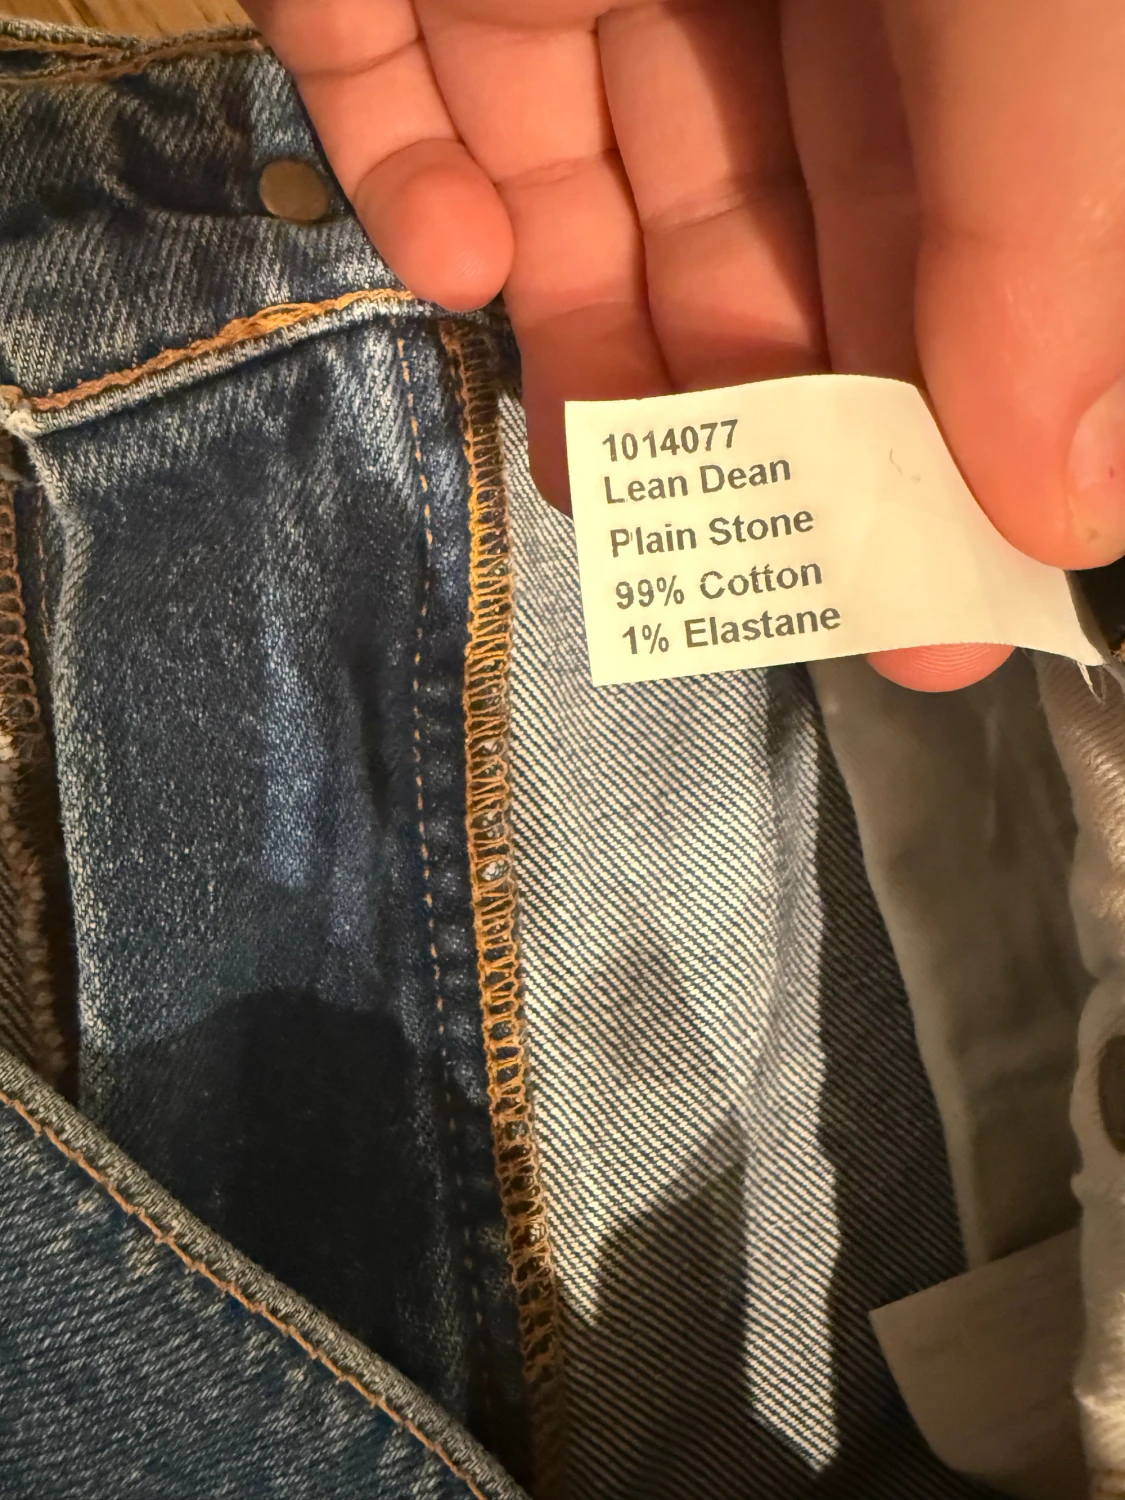 1014077
Lean Dean
Plain Stone
99% Cotton
1% Elastane